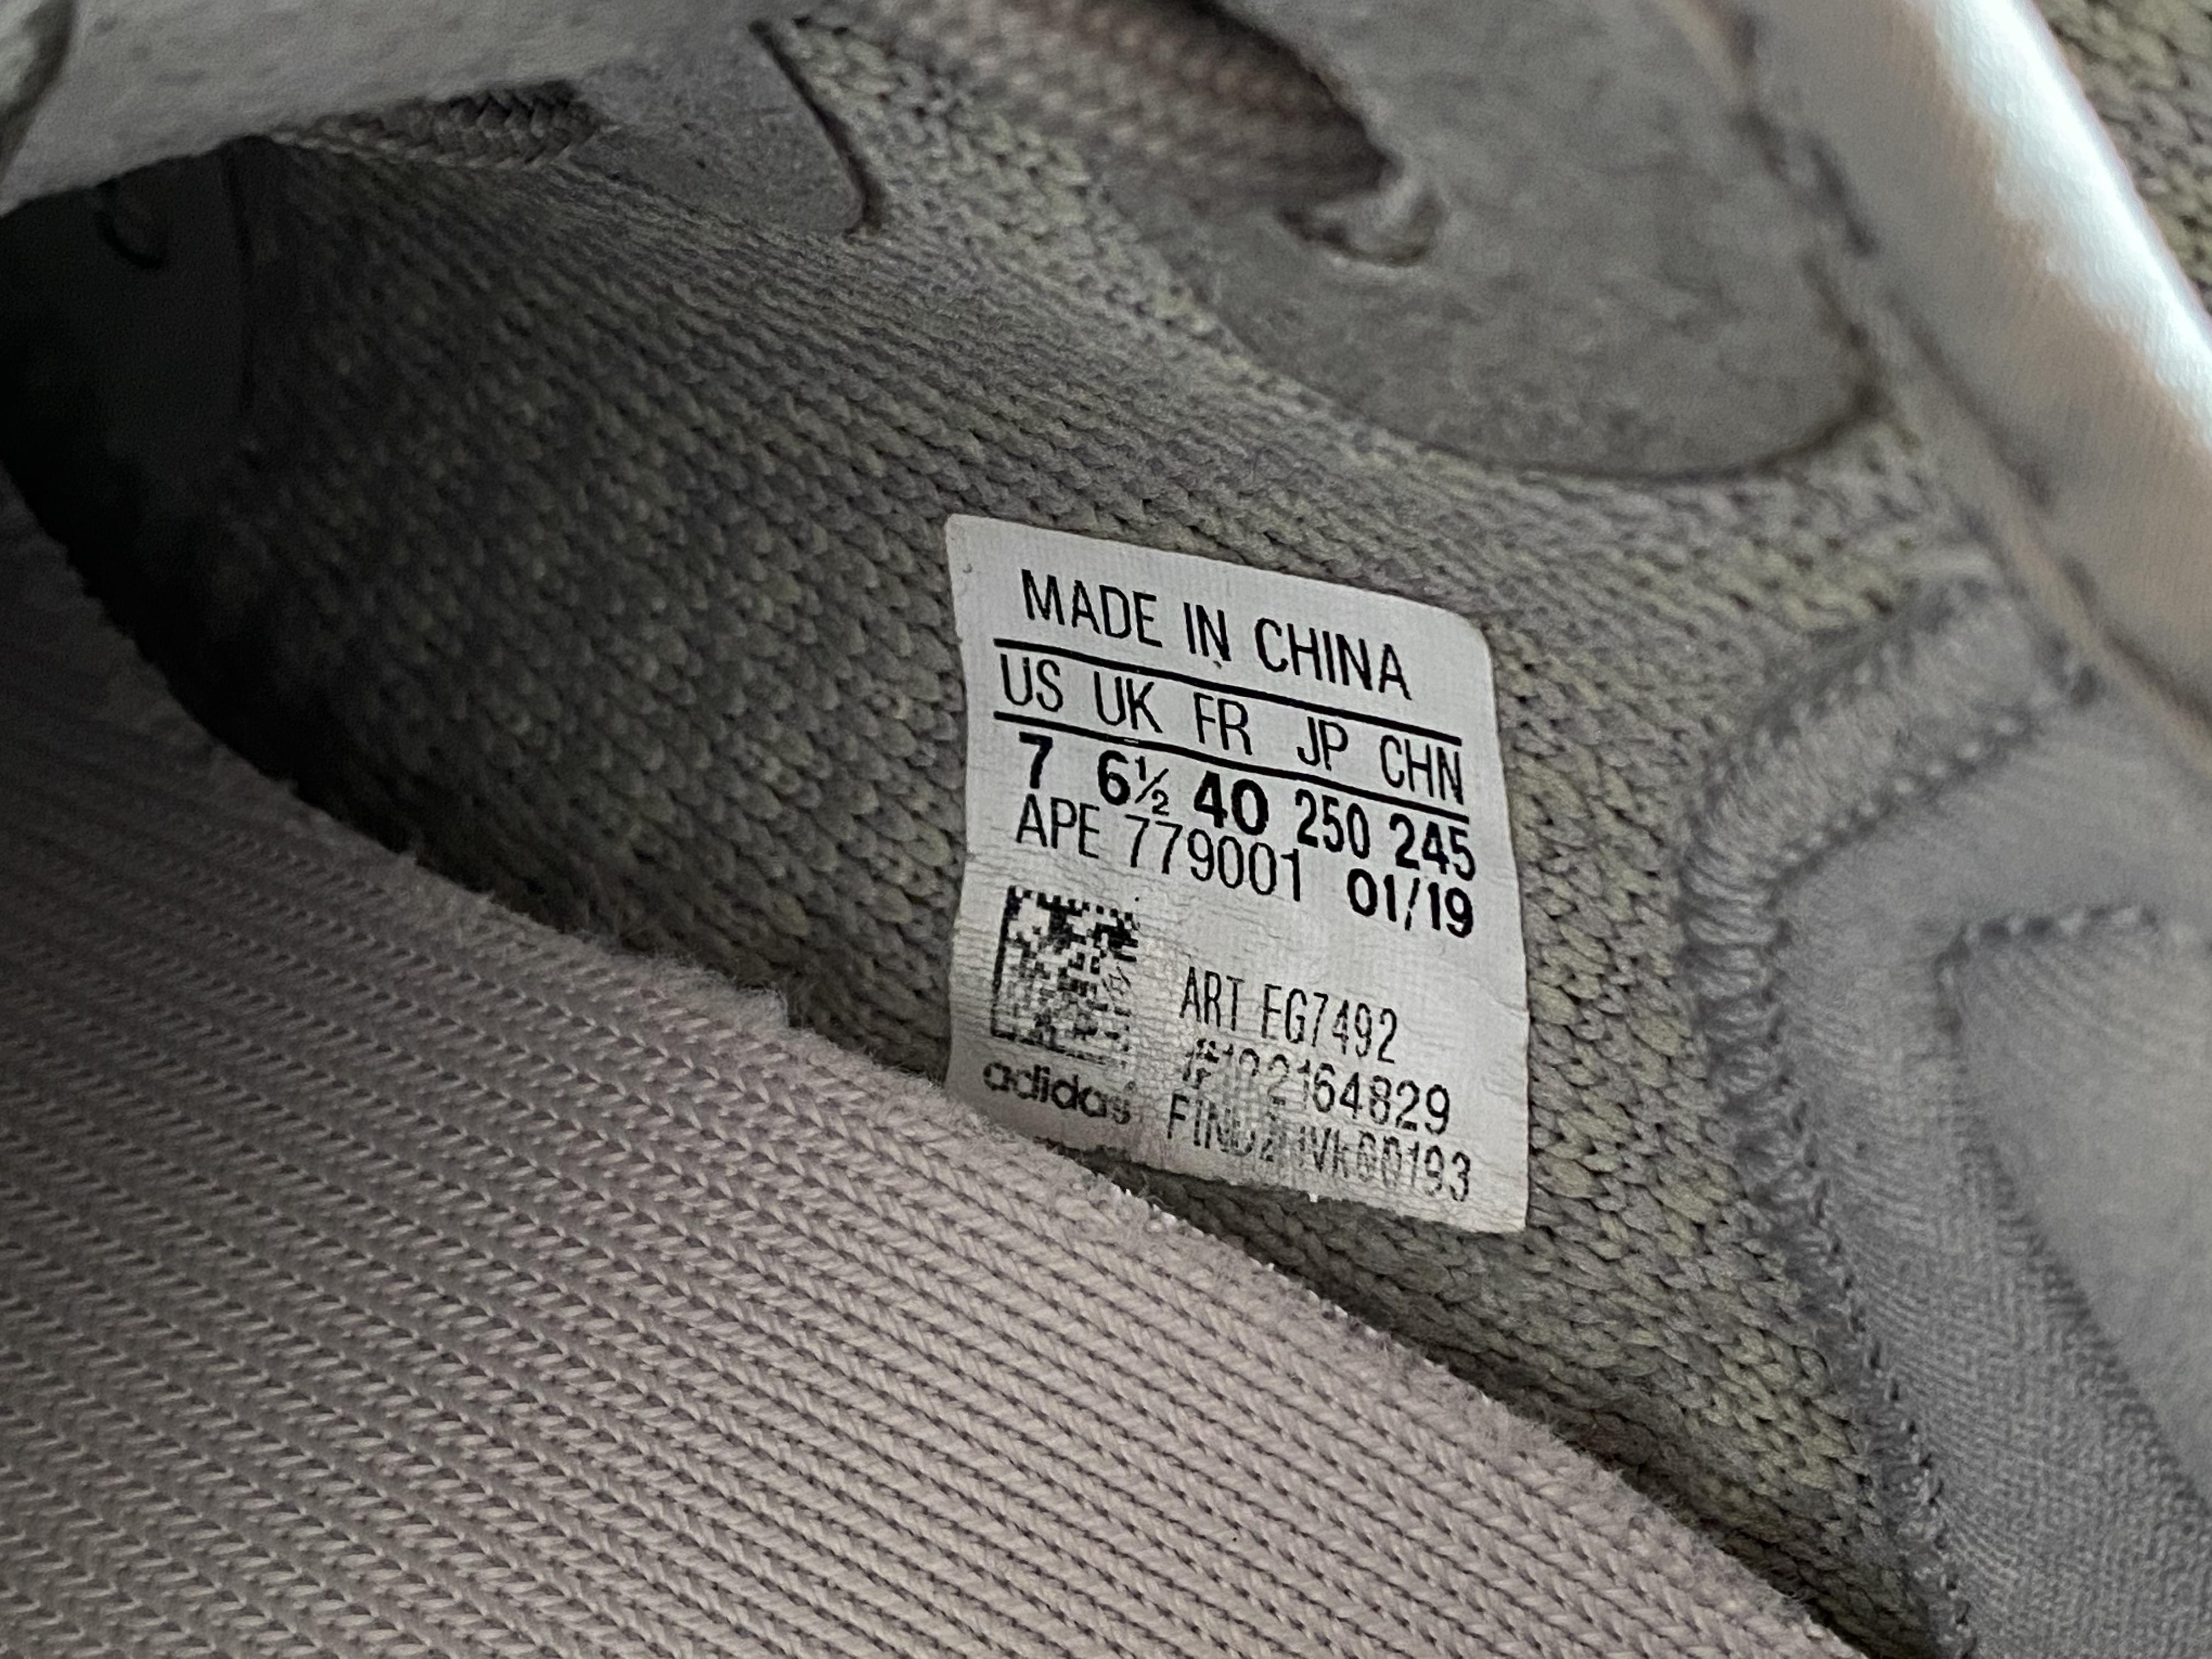 MADE IN CHINA
US UK FR JP CHN
7 6½ 40 250 245
APE 779001 01/19
ART EG7492
adidas